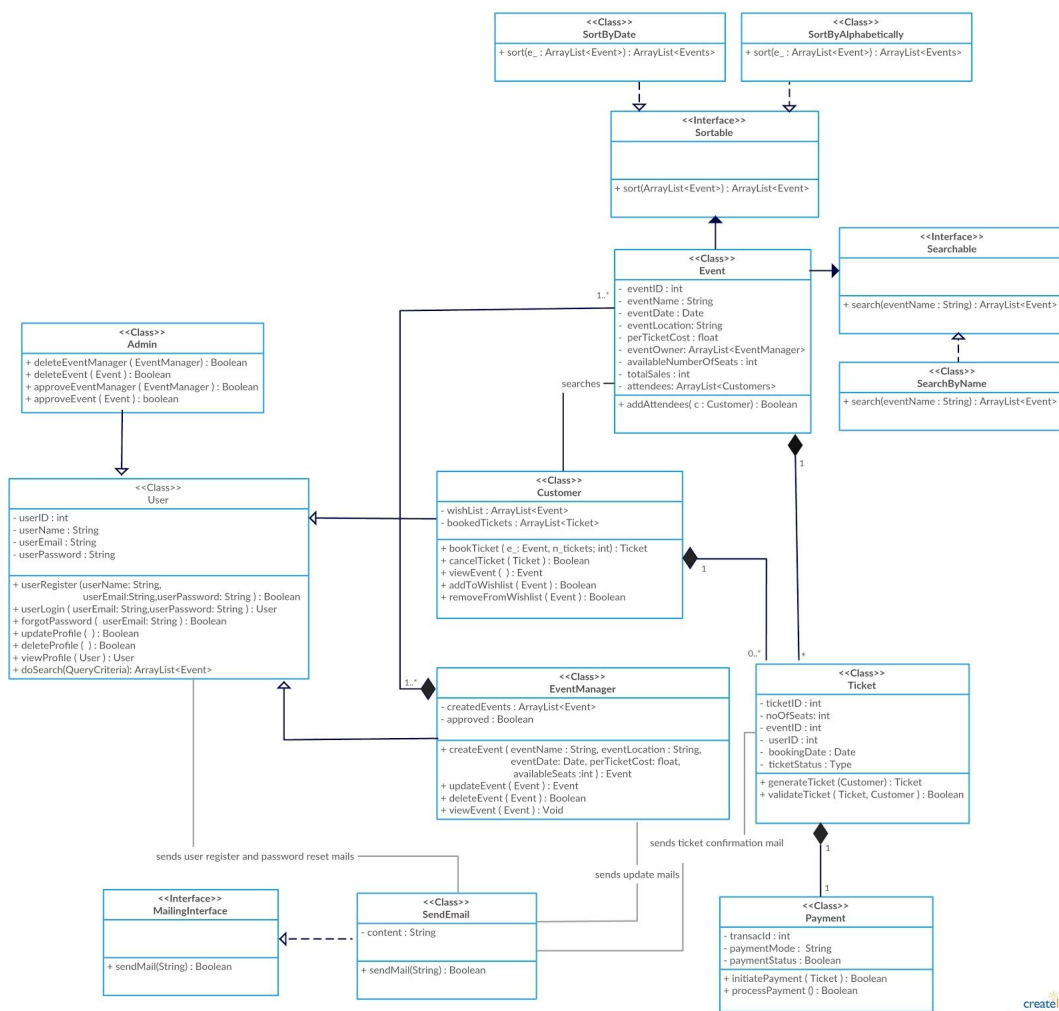 <<Class>>
SortByDate
+ sort(e_ : ArrayList<Event>) : ArrayList<Events>
<<Class>>
SortByAlphabetically
+ sort(e_ : ArrayList<Event>) : ArrayList<Events>
<<Interface>>
Sortable
+ sort(ArrayList<Event>) : ArrayList<Event>
<<Class>>
Event
- eventID : int
- eventName : String
- eventDate : Date
- eventLocation: String
- perTicketCost : float
- eventOwner: ArrayList<EventManager>
- availableNumberOfSeats : int
- totalSales : int
- attendees: ArrayList<Customers>
+ addAttendees( c : Customer) : Boolean
1..*
<<Interface>>
Searchable
+ search(eventName : String) : ArrayList<Event>
<<Class>>
SearchByName
+ search(eventName : String) : ArrayList<Event>
<<Class>>
Admin
+ deleteEventManager ( EventManager) : Boolean
+ deleteEvent ( Event ) : Boolean
+ approveEventManager ( EventManager) : Boolean
+ approveEvent ( Event ) : boolean
searches
1
<<Class>>
User
- userID : int
- userName : String
- userEmail : String
- userPassword : String
+ userRegister (userName: String,
userEmail:String,userPassword: String ) : Boolean
+ userLogin ( userEmail: String,userPassword: String ) : User
+ forgotPassword ( userEmail: String ) : Boolean
+ updateProfile ( ) : Boolean
+ deleteProfile ( ) : Boolean
+ viewProfile ( User ) : User
+ doSearch(QueryCriteria): ArrayList<Event>
<<Class>>
Customer
- wishList : ArrayList<Event>
- bookedTickets : ArrayList<Ticket>
+ bookTicket ( e_: Event, n_tickets; int) : Ticket
+ cancelTicket ( Ticket ) : Boolean
+ viewEvent ( ) : Event
+ addToWishlist ( Event ) : Boolean
+ removeFromWishlist ( Event ) : Boolean
1
0..*
*
<<Class>>
EventManager
- createdEvents : ArrayList<Event>
- approved : Boolean
+ createEvent ( eventName : String, eventLocation : String,
eventDate: Date, perTicketCost: float,
availableSeats :int ) : Event
+ updateEvent ( Event ) : Event
+ deleteEvent ( Event ) : Boolean
+ viewEvent ( Event ) : Void
1..*
<<Class>>
Ticket
- ticketID : int
- noOfSeats: int
- eventID : int
- userID : int
- bookingDate : Date
- ticketStatus : Type
+ generateTicket (Customer) : Ticket
+ validateTicket ( Ticket, Customer ) : Boolean
1
1
sends ticket confirmation mail
sends user register and password reset mails
sends update mails
<<Interface>>
MailingInterface
+ sendMail(String) : Boolean
<<Class>>
SendEmail
- content : String
+ sendMail(String) : Boolean
<<Class>>
Payment
- transacId : int
- paymentMode : String
- paymentStatus : Boolean
+ initiatePayment ( Ticket ) : Boolean
+ processPayment () : Boolean